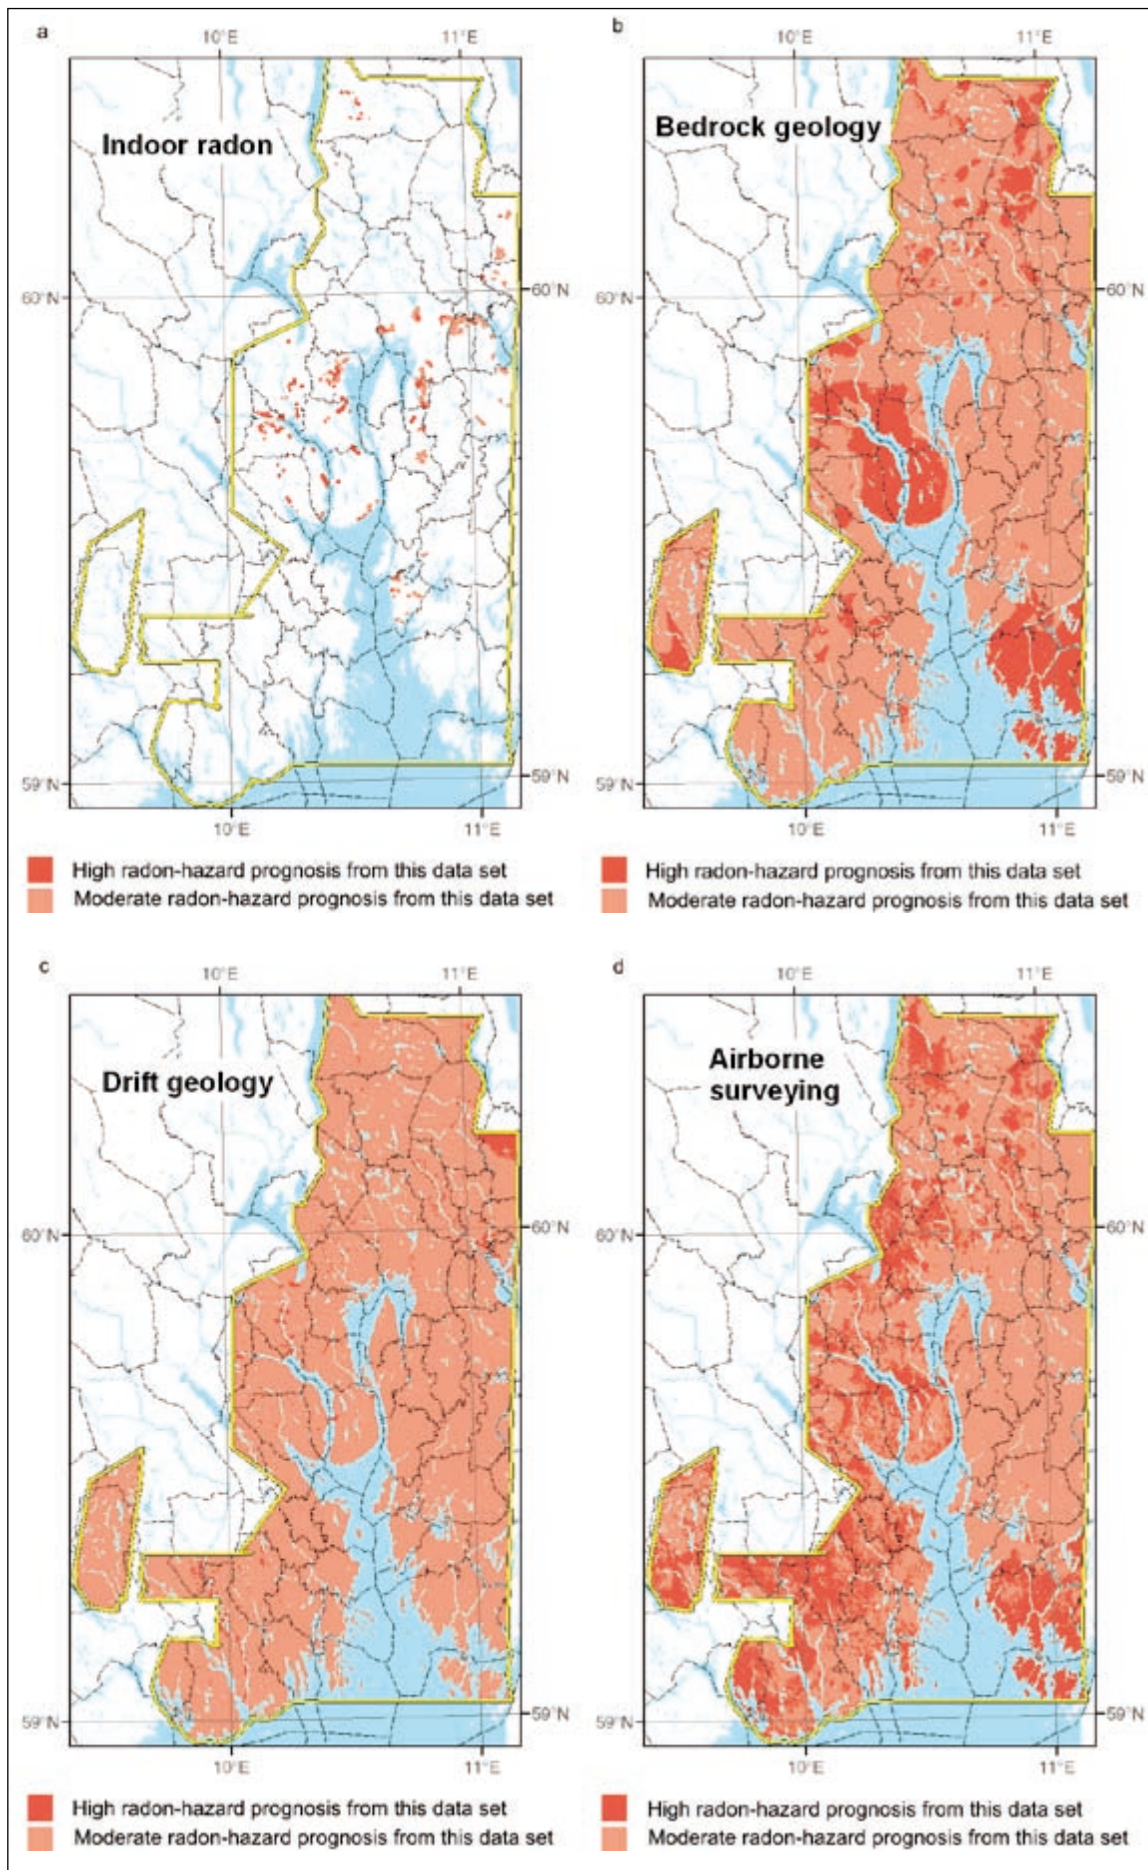 a
10°E 11°E
Indoor radon
60°N 60°N
59°N 59°N
10°E 11°E
High radon-hazard prognosis from this data set
Moderate radon-hazard prognosis from this data set
b
10°E 11°E
Bedrock geology
60°N 60°N
59°N 59°N
10°E 11°E
High radon-hazard prognosis from this data set
Moderate radon-hazard prognosis from this data set
c
10°E 11°E
Drift geology
60°N 60°N
59°N 59°N
10°E 11°E
High radon-hazard prognosis from this data set
Moderate radon-hazard prognosis from this data set
d
10°E 11°E
Airborne
surveying
60°N 60°N
59°N 59°N
10°E 11°E
High radon-hazard prognosis from this data set
Moderate radon-hazard prognosis from this data set